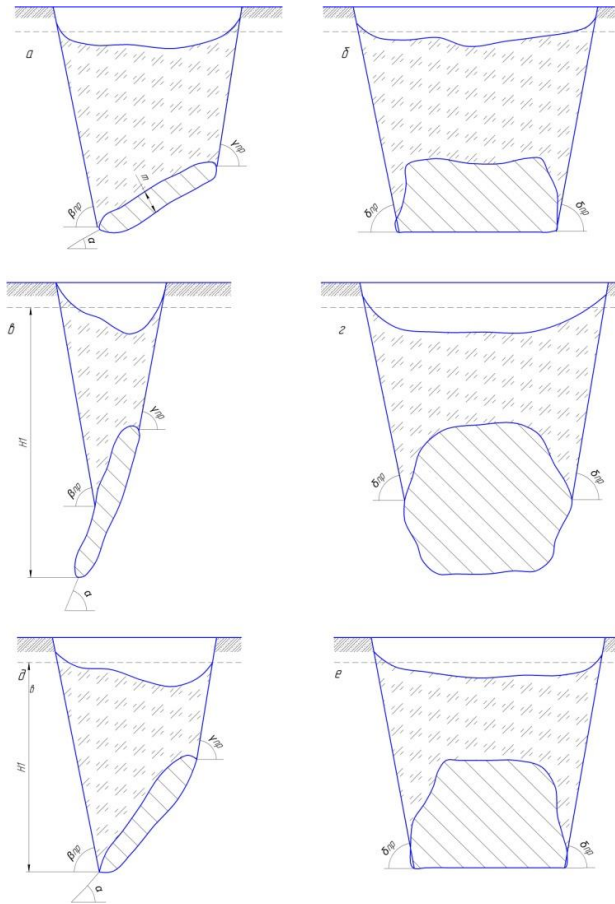 а
m
γпр
βпр
α
б
δпр
δпр
в
H1
γпр
βпр
α
г
δпр
δпр
д
в
H1
γпр
βпр
α
е
δпр
δпр